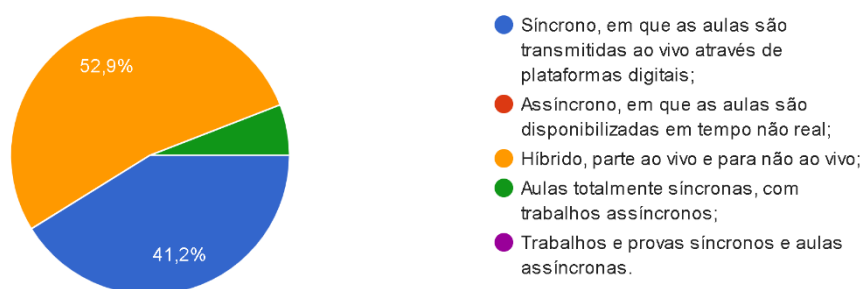 52,9%
41,2%
Síncrono, em que as aulas são
transmitidas ao vivo através de
plataformas digitais;
Assíncrono, em que as aulas são
disponibilizadas em tempo não real;
Híbrido, parte ao vivo e para não ao vivo;
Aulas totalmente síncronas, com
trabalhos assíncronos;
Trabalhos e provas síncronos e aulas
assíncronas.